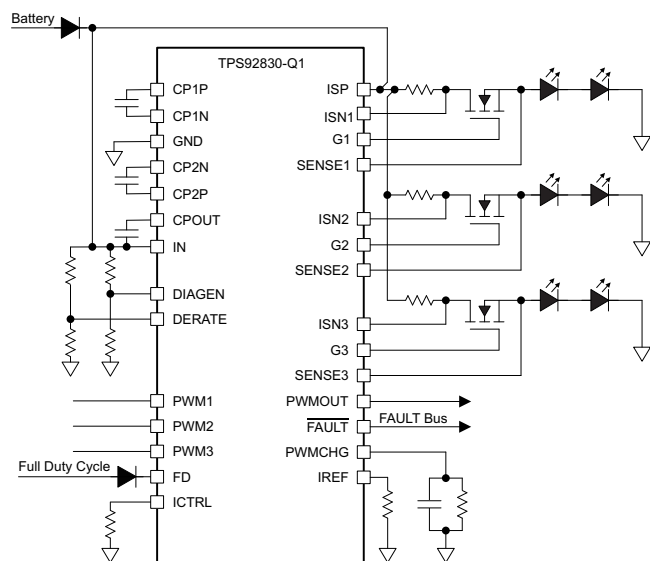 Battery
TPS92830-Q1
CP1P
CP1N
GND
CP2N
CP2P
CPOUT
IN
DIAGEN
DERATE
PWM1
PWM2
PWM3
Full Duty Cycle
FD
ICTRL
ISP
ISN1
G1
SENSE1
ISN2
G2
SENSE2
ISN3
G3
SENSE3
PWMOUT
FAULT
FAULT Bus
PWMCHG
IREF